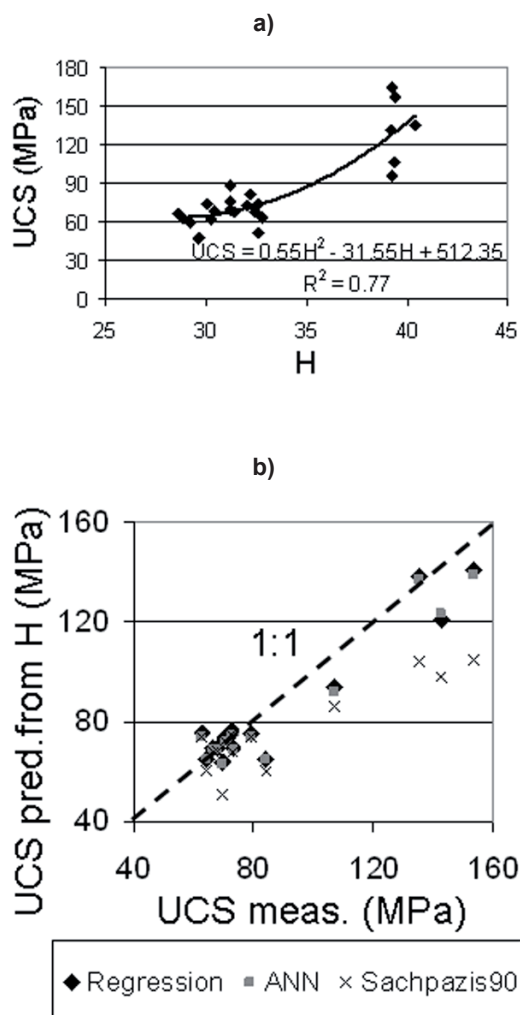 a)
180
150
120
90
60
30
0
UCS (MPa)
UCS = 0.55H² - 31.55H + 512.35
R² = 0.77
25 30 35 40 45
H
b)
160
120
80
40
UCS pred.from H (MPa)
1:1
40 80 120 160
UCS meas. (MPa)
Regression ANN Sachpazis90